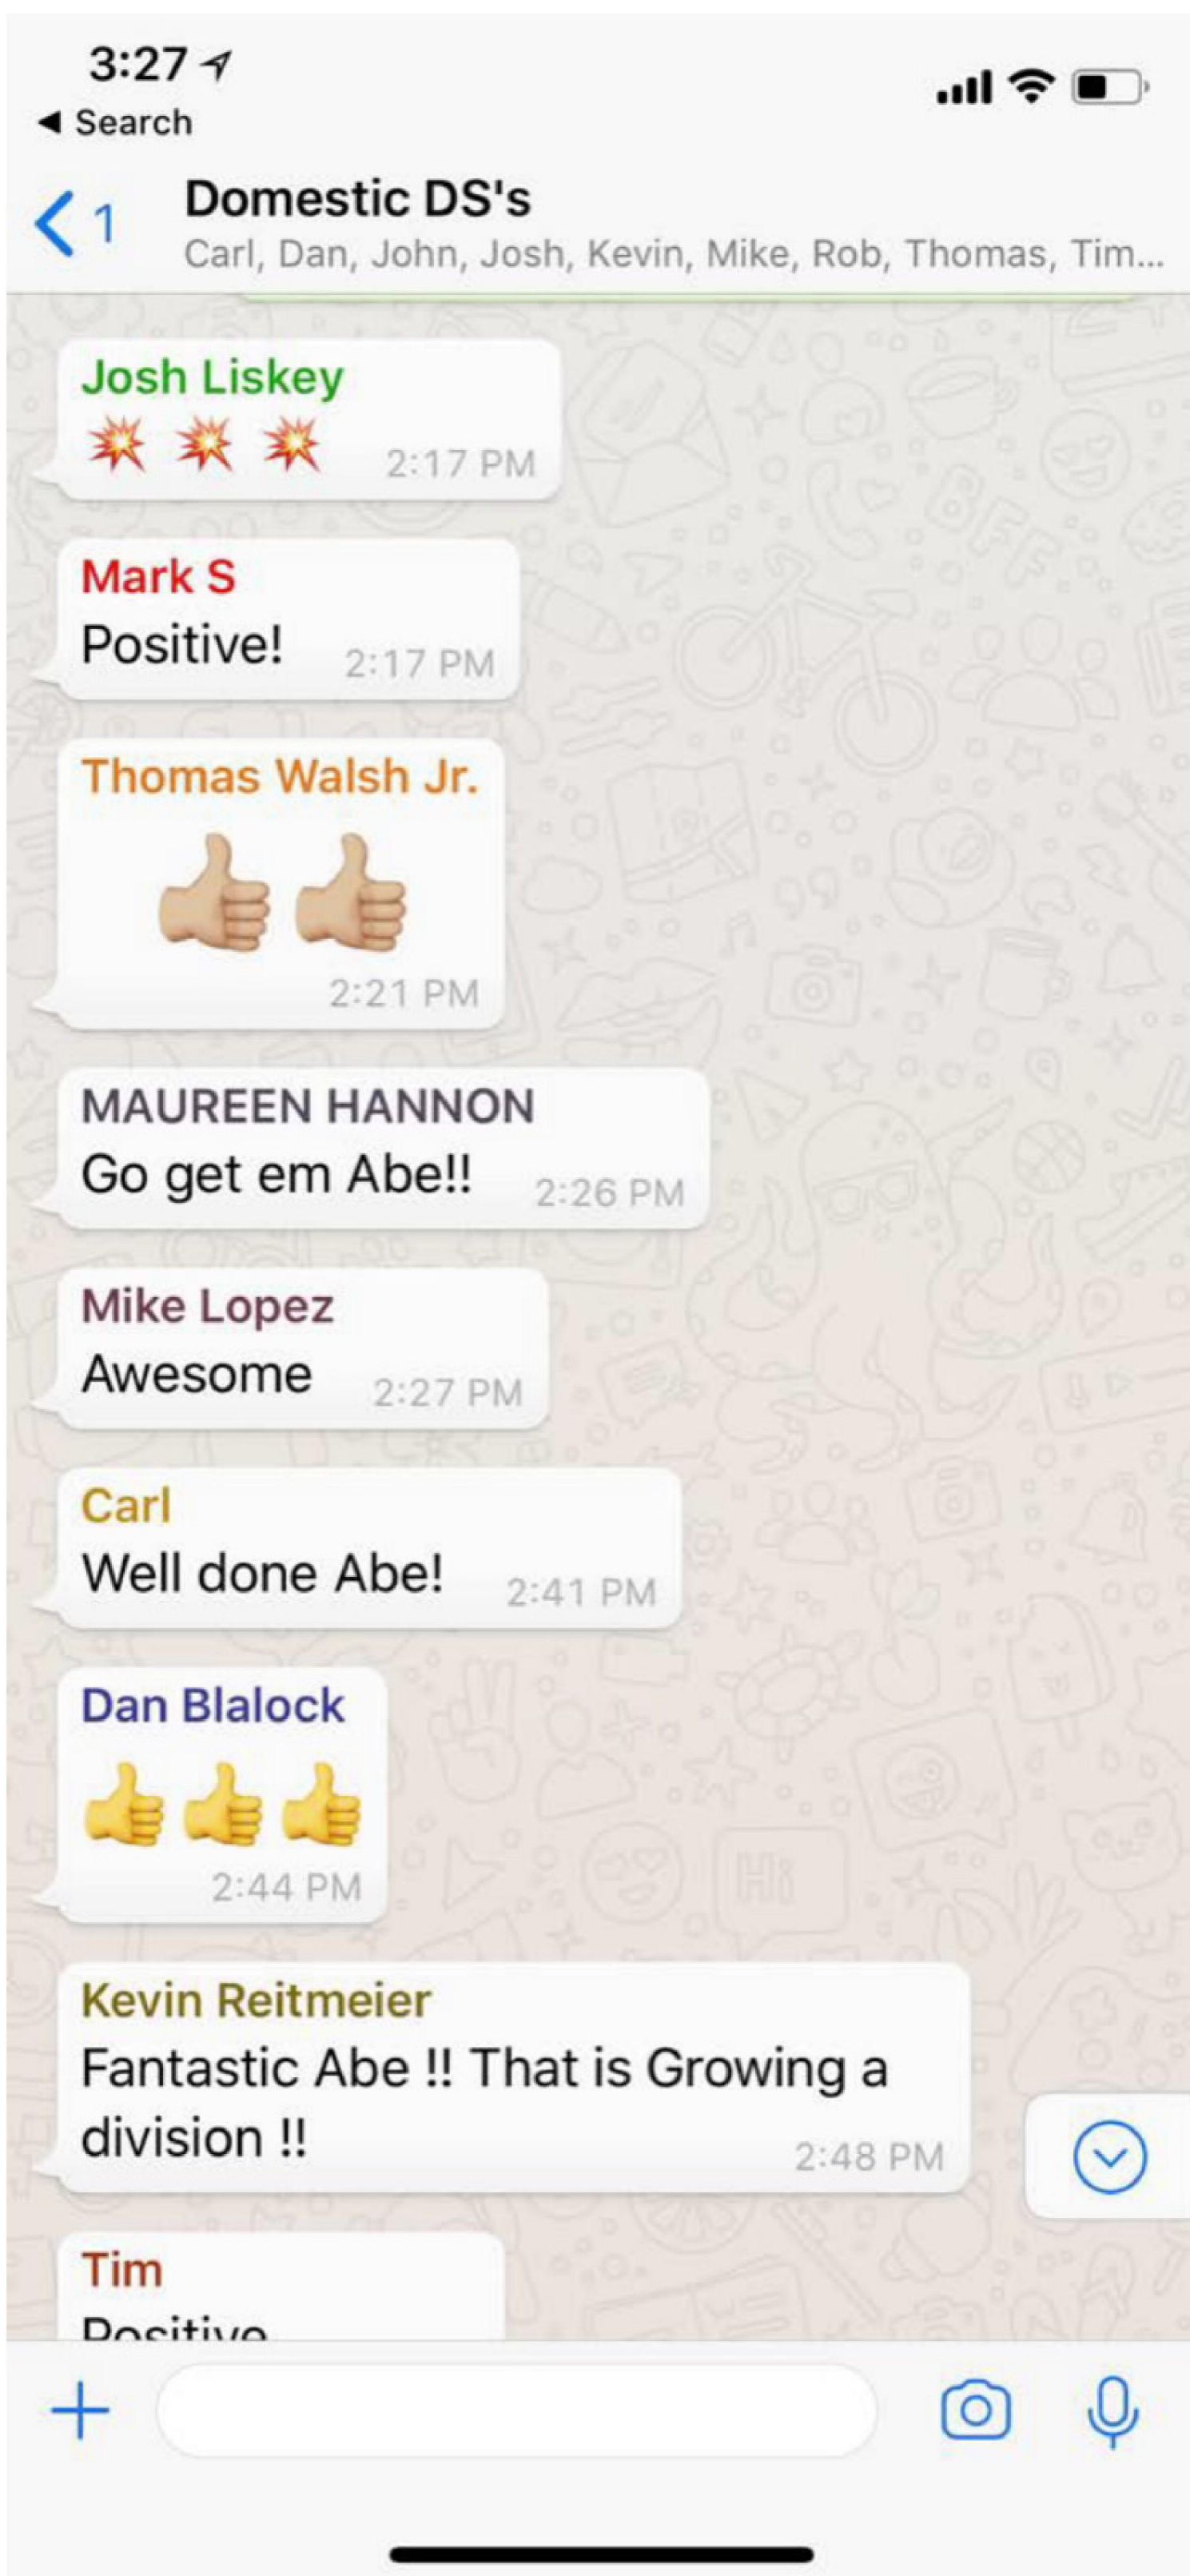 3:27
Search
1
Domestic DS's
Carl, Dan, John, Josh, Kevin, Mike, Rob, Thomas, Tim...
Josh Liskey
💥 💥 💥 2:17 PM
Mark S
Positive! 2:17 PM
Thomas Walsh Jr.
👍🏼 👍🏼
2:21 PM
MAUREEN HANNON
Go get em Abe!! 2:26 PM
Mike Lopez
Awesome 2:27 PM
Carl
Well done Abe! 2:41 PM
Dan Blalock
👍 👍 👍
2:44 PM
Kevin Reitmeier
Fantastic Abe !! That is Growing a
division !! 2:48 PM
Tim
Positive
BFF
Hi